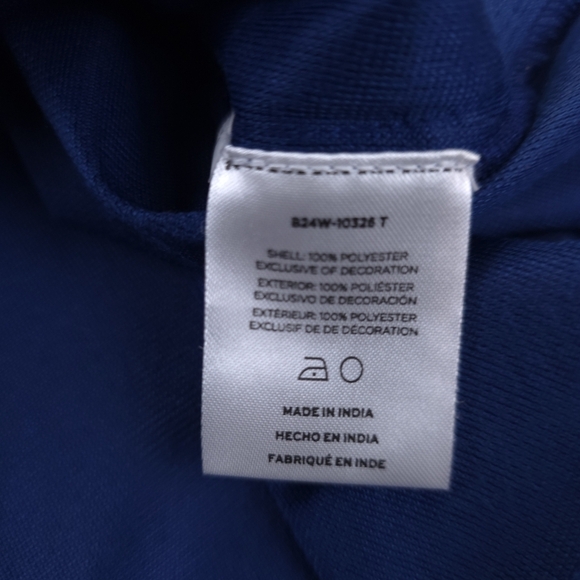 B24W-10326 T
SHELL: 100% POLYESTER
EXCLUSIVE OF DECORATION
EXTERIOR: 100% POLIÉSTER
EXCLUSIVO DE DECORACIÓN
EXTÉRIEUR: 100% POLYESTER
EXCLUSIF DE DE DÉCORATION
MADE IN INDIA
HECHO EN INDIA
FABRIQUÉ EN INDE